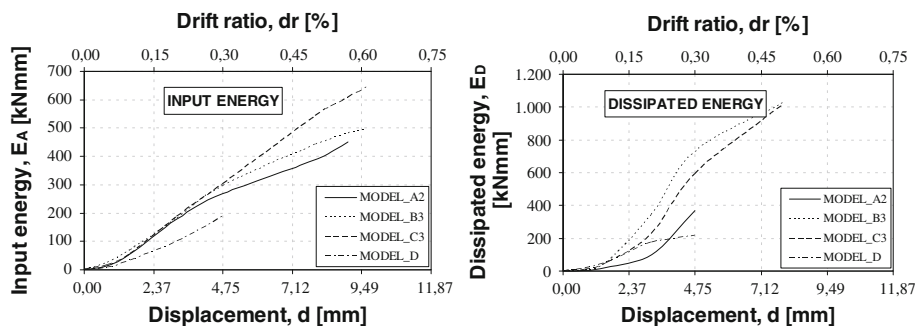 Drift ratio, dr [%]
0,00 0,15 0,30 0,45 0,60 0,75
700
600
500
400
300
200
100
0
Input energy, EA [kNmm]
INPUT ENERGY
MODEL_A2
MODEL_B3
MODEL_C3
MODEL_D
0,00 2,37 4,75 7,12 9,49 11,87
Displacement, d [mm]
Drift ratio, dr [%]
0,00 0,15 0,30 0,45 0,60 0,75
1.200
1.000
800
600
400
200
0
Dissipated energy, ED
[kNmm]
DISSIPATED ENERGY
MODEL_A2
MODEL_B3
MODEL_C3
MODEL_D
0,00 2,37 4,75 7,12 9,49 11,87
Displacement, d [mm]